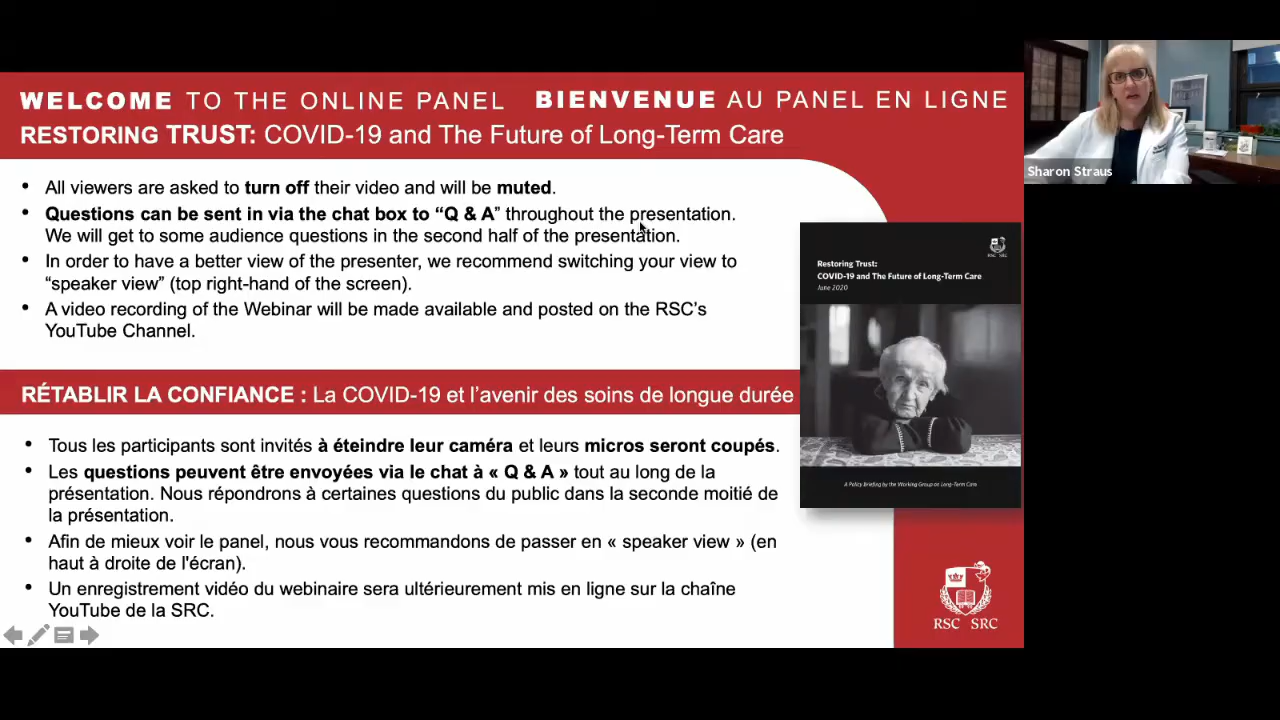 WELCOME TO THE ONLINE PANEL BIENVENUE AU PANEL EN LIGNE
RESTORING TRUST: COVID-19 and The Future of Long-Term Care
• All viewers are asked to turn off their video and will be muted.
• Questions can be sent in via the chat box to “Q & A” throughout the presentation.
We will get to some audience questions in the second half of the presentation.
• In order to have a better view of the presenter, we recommend switching your view to
“speaker view” (top right-hand of the screen).
• A video recording of the Webinar will be made available and posted on the RSC’s
YouTube Channel.
RÉTABLIR LA CONFIANCE : La COVID-19 et l’avenir des soins de longue durée
• Tous les participants sont invités à éteindre leur caméra et leurs micros seront coupés.
• Les questions peuvent être envoyées via le chat à « Q & A » tout au long de la
présentation. Nous répondrons à certaines questions du public dans la seconde moitié de
la présentation.
• Afin de mieux voir le panel, nous vous recommandons de passer en « speaker view » (en
haut à droite de l'écran).
• Un enregistrement vidéo du webinaire sera ultérieurement mis en ligne sur la chaîne
YouTube de la SRC.
RSC SRC
Restoring Trust:
COVID-19 and The Future of Long-Term Care
June 2020
A Policy Briefing by the Working Group on Long-Term Care
RSC SRC
Sharon Straus